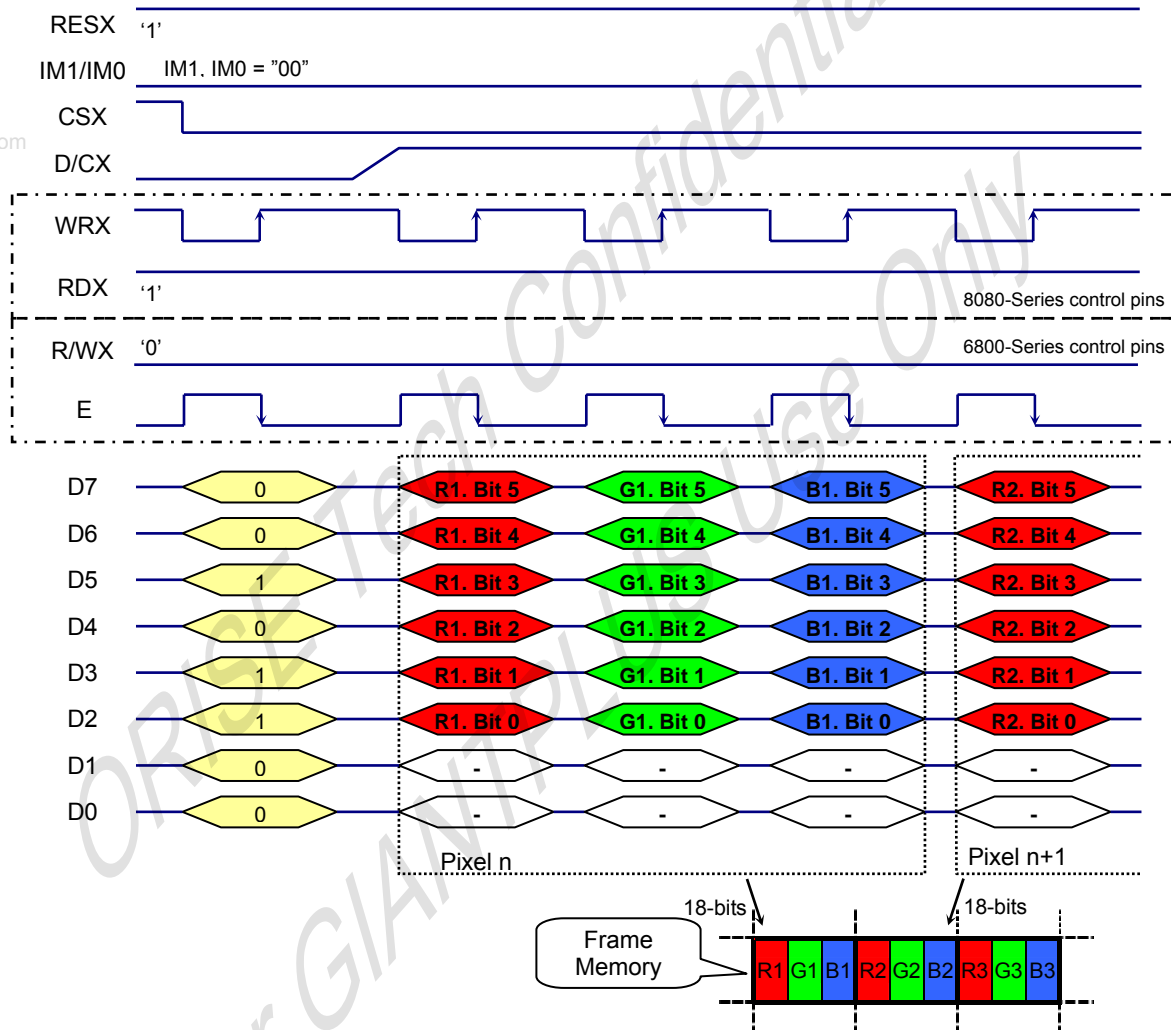 RESX '1'
IM1/IM0 IM1, IM0 = "00"
CSX
om
D/CX
WRX
RDX '1'
8080-Series control pins
R/WX '0'
6800-Series control pins
E
D7 0 R1. Bit 5 G1. Bit 5 B1. Bit 5 R2. Bit 5
D6 0 R1. Bit 4 G1. Bit 4 B1. Bit 4 R2. Bit 4
D5 1 R1. Bit 3 G1. Bit 3 B1. Bit 3 R2. Bit 3
D4 0 R1. Bit 2 G1. Bit 2 B1. Bit 2 R2. Bit 2
D3 1 R1. Bit 1 G1. Bit 1 B1. Bit 1 R2. Bit 1
D2 1 R1. Bit 0 G1. Bit 0 B1. Bit 0 R2. Bit 0
D1 0 - - - -
D0 0 - - - -
Pixel n
Pixel n+1
18-bits
18-bits
Frame
Memory
R1 G1 B1 R2 G2 B2 R3 G3 B3
ORISE Tech Confidential
r GIANTPLUS Use Only